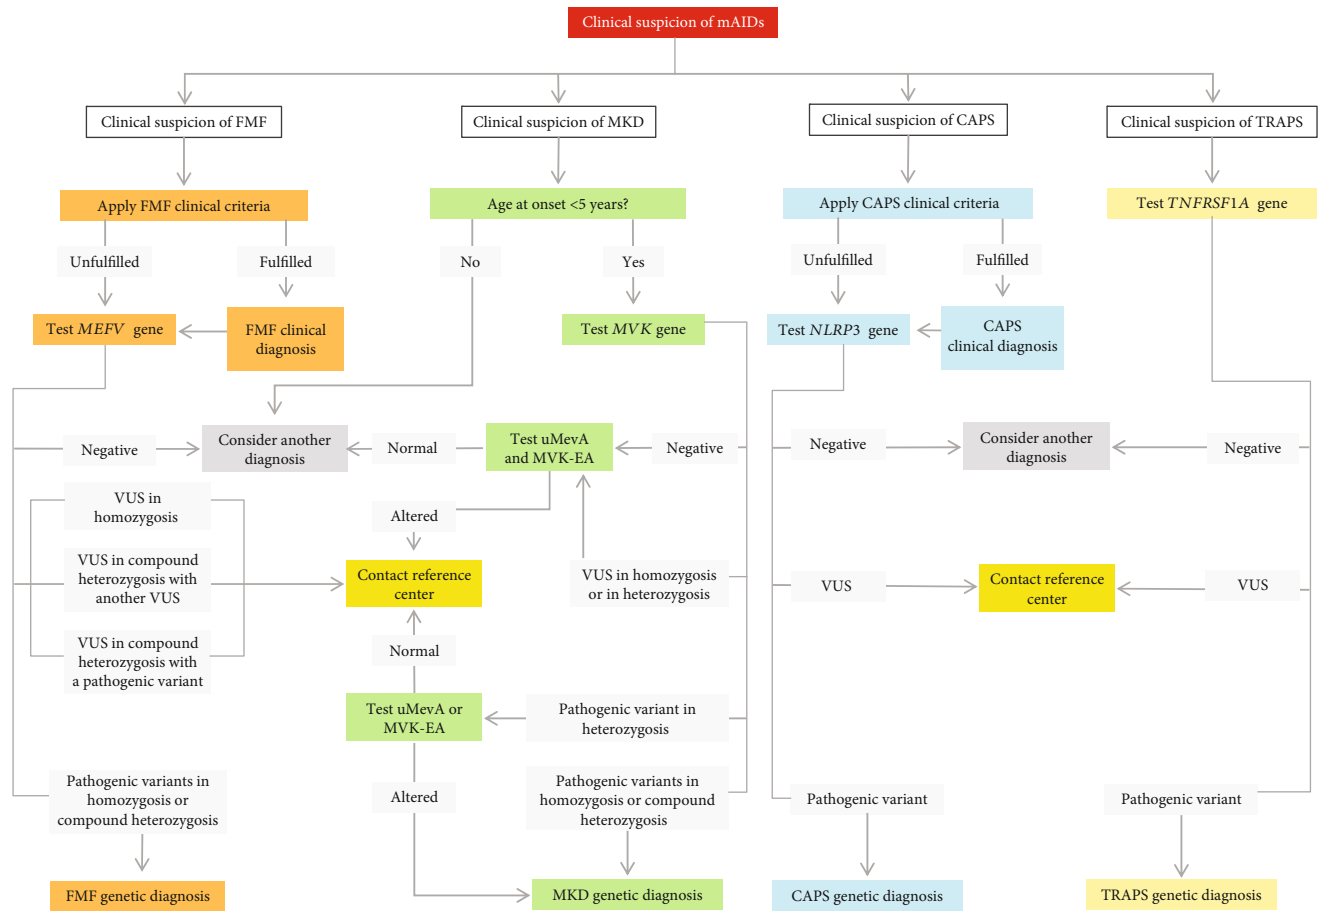 Clinical suspicion of mAIDs
Clinical suspicion of FMF
Clinical suspicion of MKD
Clinical suspicion of CAPS
Clinical suspicion of TRAPS
Apply FMF clinical criteria
Age at onset <5 years?
Apply CAPS clinical criteria
Test TNFRSF1A gene
Unfulfilled
Fulfilled
No
Yes
Unfulfilled
Fulfilled
Test MEFV gene
FMF clinical
diagnosis
Test MVK gene
Test NLRP3 gene
CAPS
clinical diagnosis
Negative
Consider another
diagnosis
Normal
Test uMevA
and MVK-EA
Negative
Negative
Consider another
diagnosis
Negative
VUS in
homozygosis
Altered
VUS in compound
heterozygosis with
another VUS
Contact reference
center
VUS in homozygosis
or in heterozygosis
VUS
Contact reference
center
VUS
VUS in compound
heterozygosis with
a pathogenic variant
Normal
Test uMevA or
MVK-EA
Pathogenic variant in
heterozygosis
Pathogenic variants in
homozygosis or
compound heterozygosis
Altered
Pathogenic variants in
homozygosis or compound
heterozygosis
Pathogenic variant
Pathogenic variant
FMF genetic diagnosis
MKD genetic diagnosis
CAPS genetic diagnosis
TRAPS genetic diagnosis